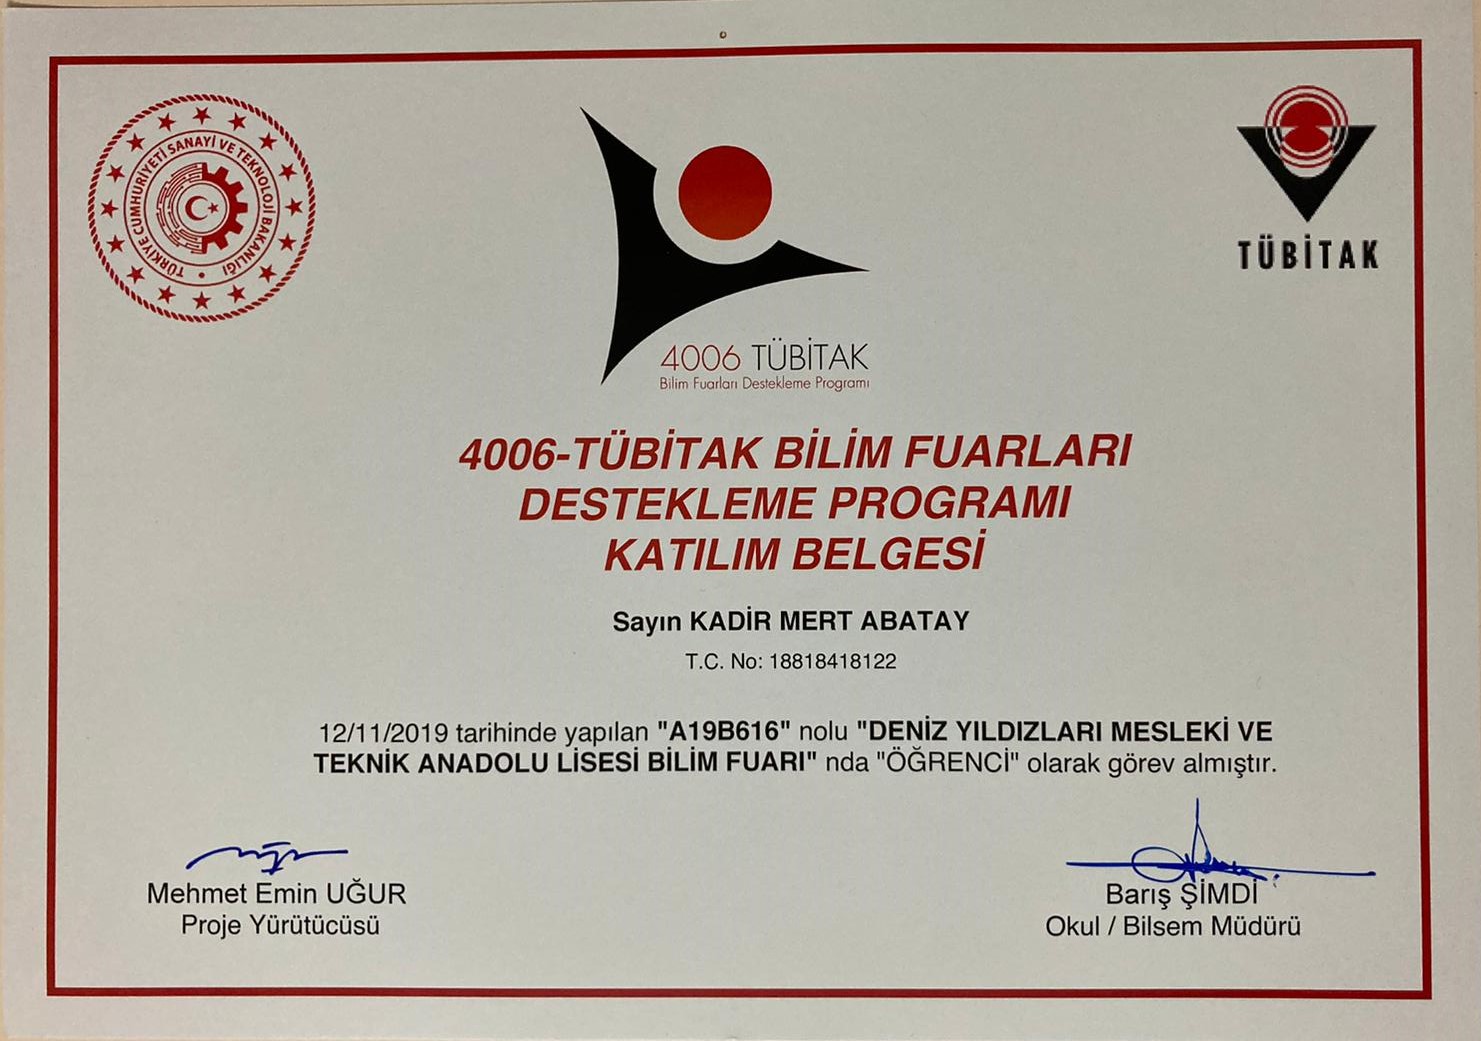 TÜRKİYE CUMHURİYETİ SANAYİ VE TEKNOLOJİ BAKANLIĞI
TÜBİTAK
4006 TÜBİTAK
Bilim Fuarları Destekleme Programı
4006-TÜBİTAK BİLİM FUARLARI
DESTEKLEME PROGRAMI
KATILIM BELGESİ
Sayın KADİR MERT ABATAY
T.C. No: 18818418122
12/11/2019 tarihinde yapılan "A19B616" nolu "DENİZ YILDIZLARI MESLEKİ VE
TEKNİK ANADOLU LİSESİ BİLİM FUARI" nda "ÖĞRENCİ" olarak görev almıştır.
Mehmet Emin UĞUR
Proje Yürütücüsü
Barış ŞİMDİ
Okul / Bilsem Müdürü